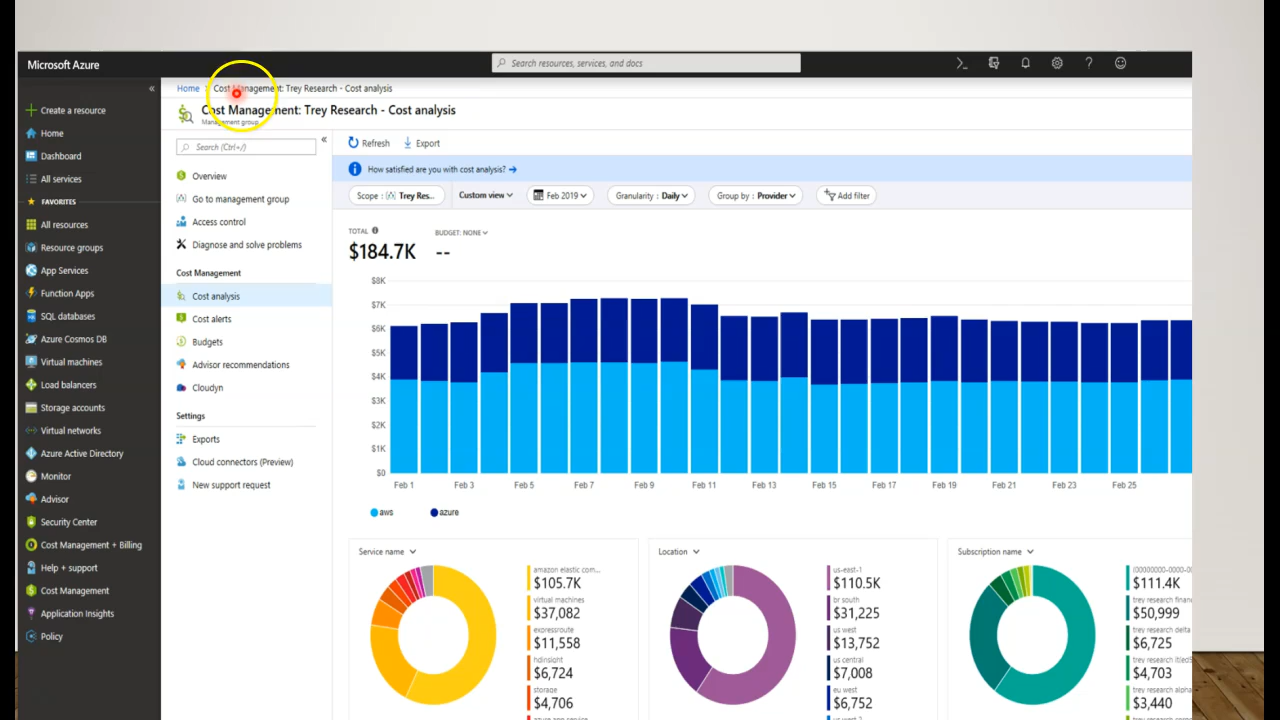 Microsoft Azure
Search resources, services, and docs
«
Home > Cost Management: Trey Research - Cost analysis
Cost Management: Trey Research - Cost analysis
Management group
Create a resource
Home
Dashboard
All services
FAVORITES
All resources
Resource groups
App Services
Function Apps
SQL databases
Azure Cosmos DB
Virtual machines
Load balancers
Storage accounts
Virtual networks
Azure Active Directory
Monitor
Advisor
Security Center
Cost Management + Billing
Help + support
Cost Management
Application Insights
Policy
Search (Ctrl+/)
«
Overview
Go to management group
Access control
Diagnose and solve problems
Cost Management
Cost analysis
Cost alerts
Budgets
Advisor recommendations
Cloudyn
Settings
Exports
Cloud connectors (Preview)
New support request
Refresh Export
How satisfied are you with cost analysis? →
Scope : Trey Res... Custom view Feb 2019 Granularity : Daily Group by : Provider Add filter
TOTAL BUDGET: NONE
$184.7K --
$8K
$7K
$6K
$5K
$4K
$3K
$2K
$1K
$0
Feb 1 Feb 3 Feb 5 Feb 7 Feb 9 Feb 11 Feb 13 Feb 15 Feb 17 Feb 19 Feb 21 Feb 23 Feb 25
aws azure
Service name
amazon elastic com...
$105.7K
virtual machines
$37,082
expressroute
$11,558
hdinsight
$6,724
storage
$4,706
Location
us-east-1
$110.5K
br south
$31,225
us west
$13,752
us central
$7,008
eu west
$6,752
Subscription name
(00000000-0000-00
$111.4K
trey research finan
$50,999
trey research delta
$6,725
$4,703
trey research alpha
$3,440